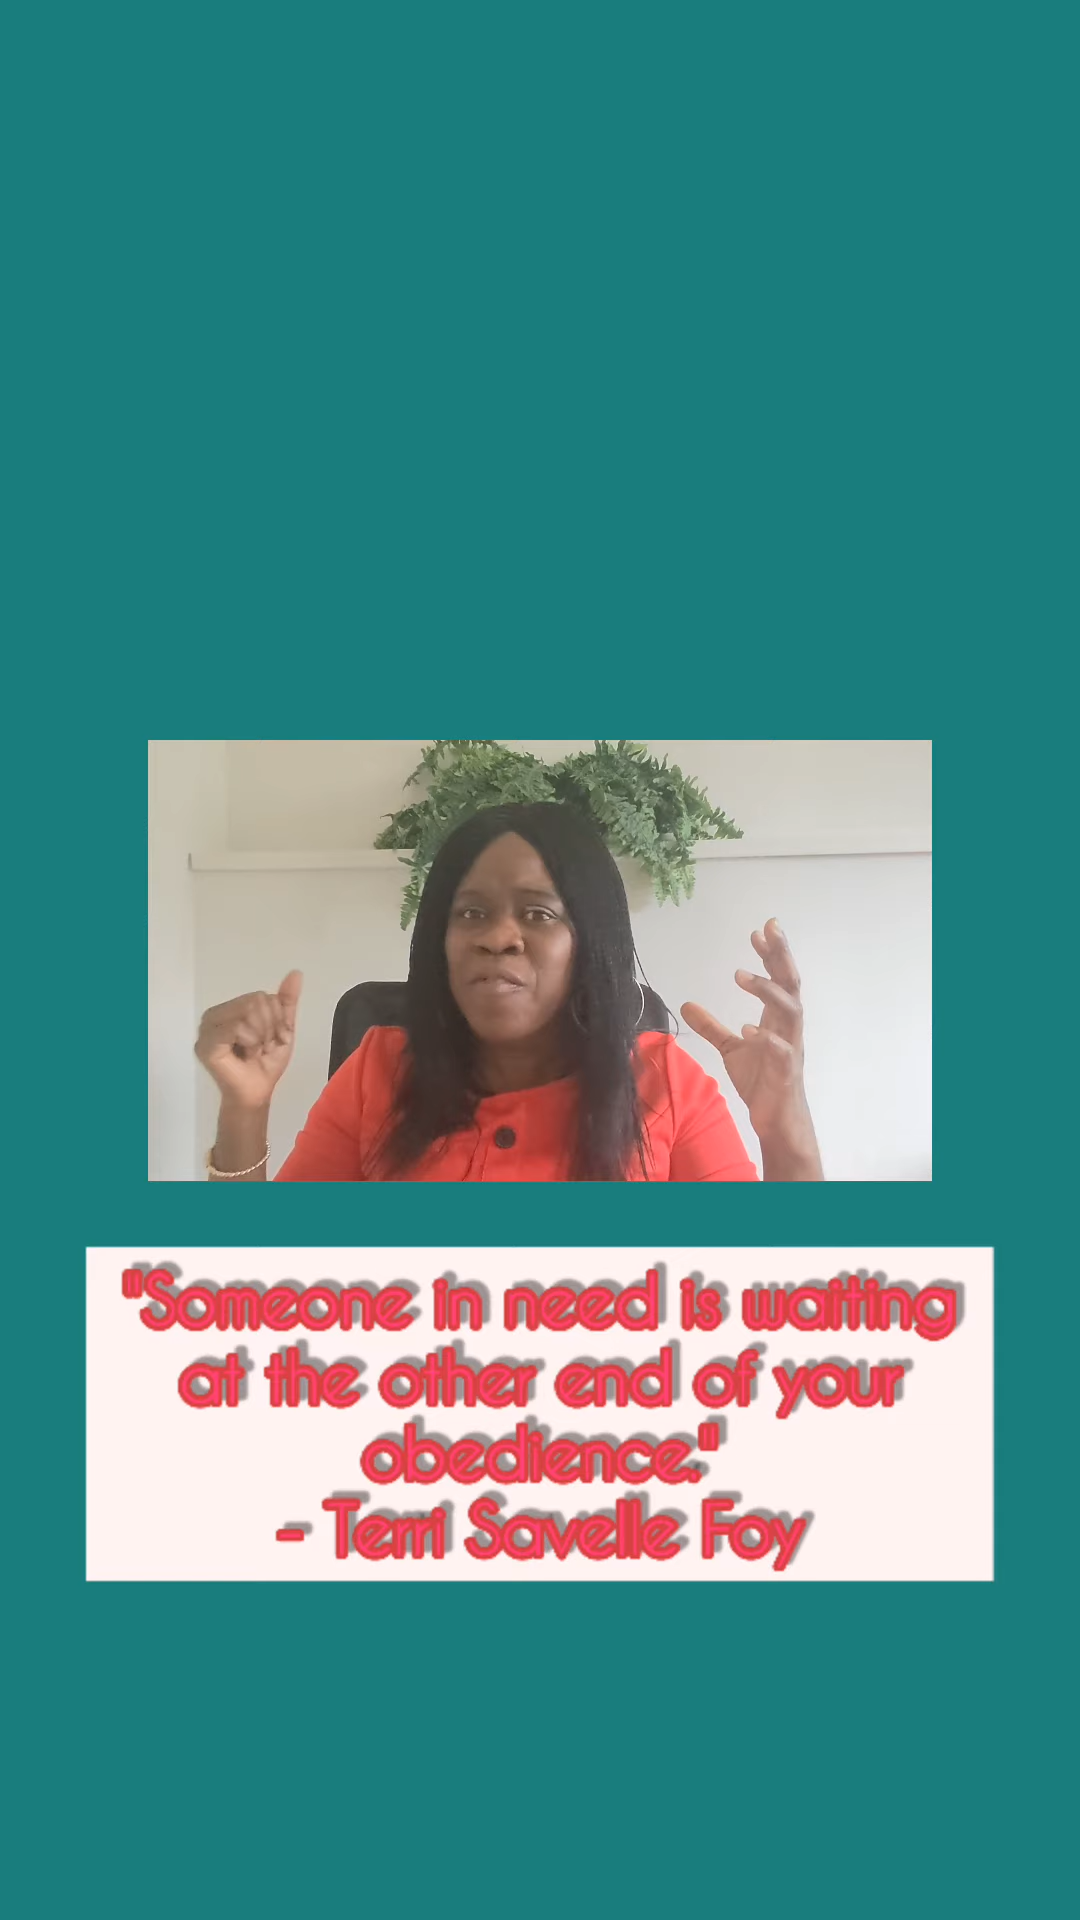 "Someone in need is waiting
at the other end of your
obedience."
- Terri Savelle Foy